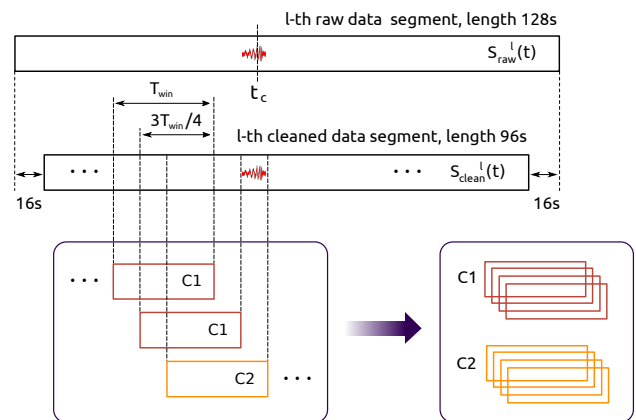 l-th raw data segment, length 128s
S_raw^l(t)
T_win
t_c
3T_win/4
l-th cleaned data segment, length 96s
• • •
• • •
S_clean^l(t)
16s
16s
• • •
C1
C1
C2
• • •
C1
C2